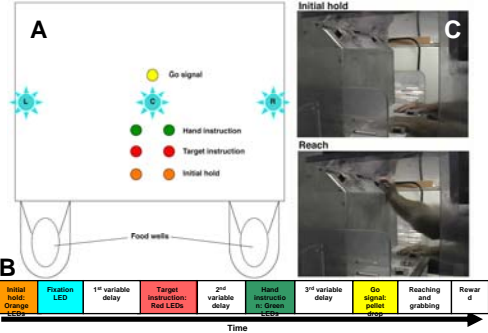 A
Go signal
L
C
R
Hand instruction
Target instruction
Initial hold
Food wells
Initial hold
C
Reach
B
Initial
hold:
Orange
LEDs
Fixation
LED
1st variable
delay
Target
instruction:
Red LEDs
2nd
variable
delay
Hand
instructio
n: Green
LEDs
3rd variable
delay
Go
signal:
pellet
drop
Reaching
and
grabbing
Rewar
d
Time